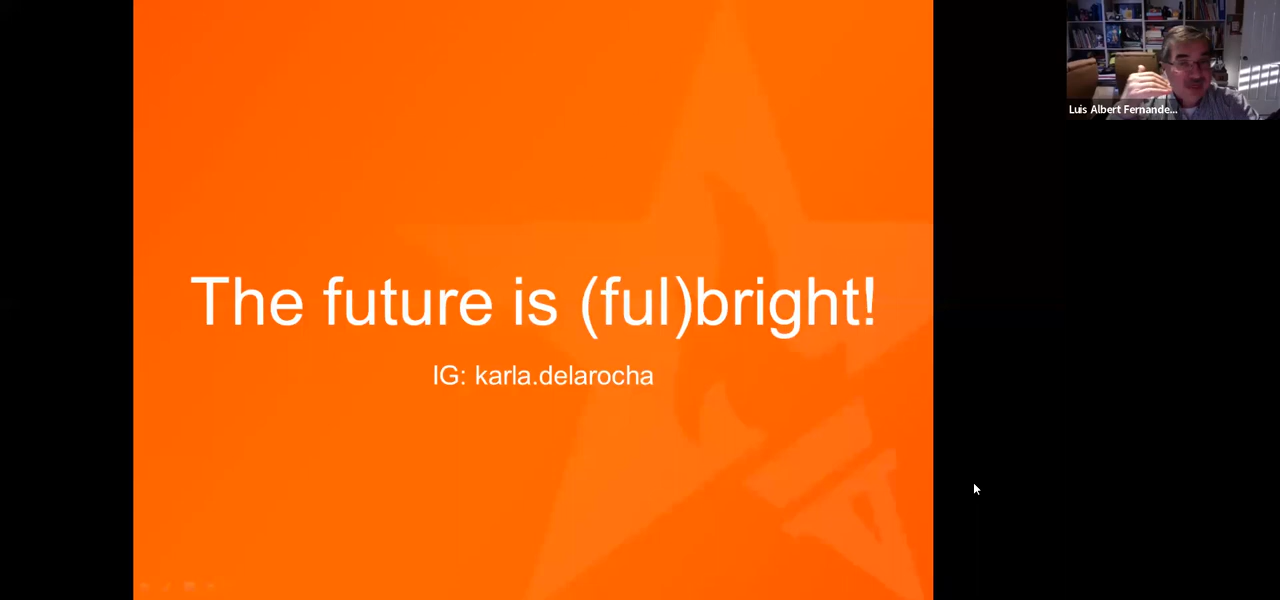 The future is (ful)bright!
IG: karla.delarocha
Luis Albert Fernande...